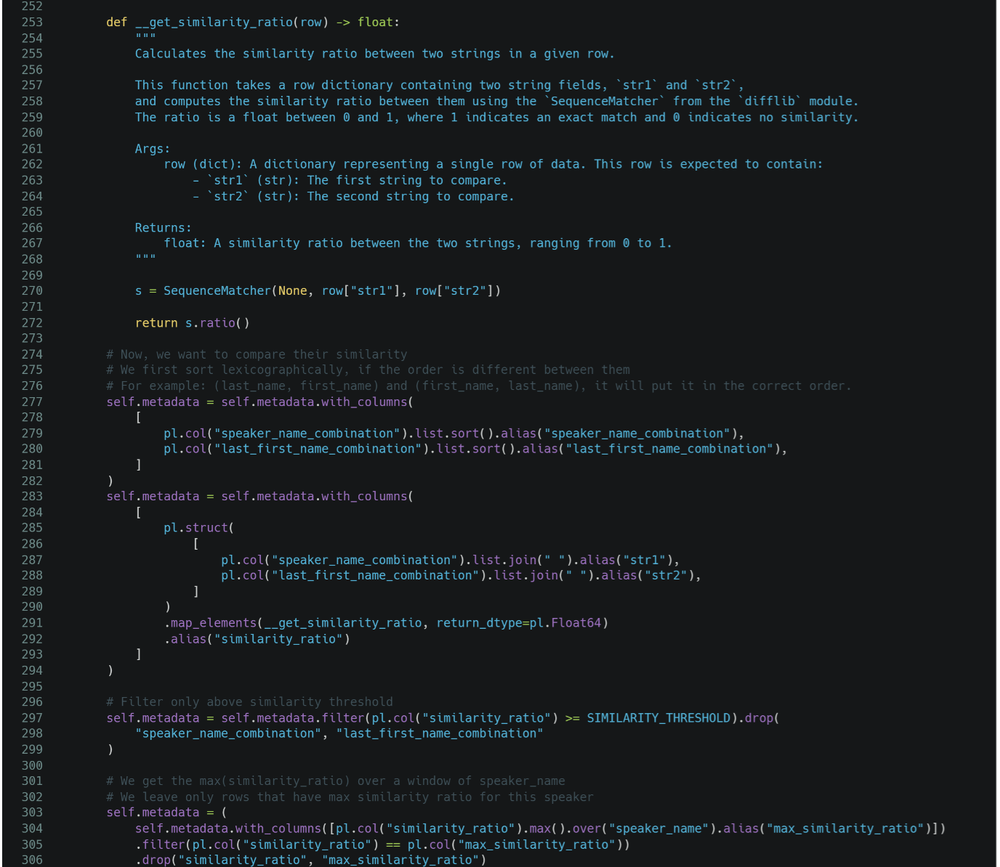 252
253 def __get_similarity_ratio(row) -> float:
254 """
255 Calculates the similarity ratio between two strings in a given row.
256
257 This function takes a row dictionary containing two string fields, `str1` and `str2`,
258 and computes the similarity ratio between them using the `SequenceMatcher` from the `difflib` module.
259 The ratio is a float between 0 and 1, where 1 indicates an exact match and 0 indicates no similarity.
260
261 Args:
262 row (dict): A dictionary representing a single row of data. This row is expected to contain:
263 - `str1` (str): The first string to compare.
264 - `str2` (str): The second string to compare.
265
266 Returns:
267 float: A similarity ratio between the two strings, ranging from 0 to 1.
268 """
269
270 s = SequenceMatcher(None, row["str1"], row["str2"])
271
272 return s.ratio()
273
274 # Now, we want to compare their similarity
275 # We first sort lexicographically, if the order is different between them
276 # For example: (last_name, first_name) and (first_name, last_name), it will put it in the correct order.
277 self.metadata = self.metadata.with_columns(
278 [
279 pl.col("speaker_name_combination").list.sort().alias("speaker_name_combination"),
280 pl.col("last_first_name_combination").list.sort().alias("last_first_name_combination"),
281 ]
282 )
283 self.metadata = self.metadata.with_columns(
284 [
285 pl.struct(
286 [
287 pl.col("speaker_name_combination").list.join(" ").alias("str1"),
288 pl.col("last_first_name_combination").list.join(" ").alias("str2"),
289 ]
290 )
291 .map_elements(__get_similarity_ratio, return_dtype=pl.Float64)
292 .alias("similarity_ratio")
293 ]
294 )
295
296 # Filter only above similarity threshold
297 self.metadata = self.metadata.filter(pl.col("similarity_ratio") >= SIMILARITY_THRESHOLD).drop(
298 "speaker_name_combination", "last_first_name_combination"
299 )
300
301 # We get the max(similarity_ratio) over a window of speaker_name
302 # We leave only rows that have max similarity ratio for this speaker
303 self.metadata = (
304 self.metadata.with_columns([pl.col("similarity_ratio").max().over("speaker_name").alias("max_similarity_ratio")])
305 .filter(pl.col("similarity_ratio") == pl.col("max_similarity_ratio"))
306 .drop("similarity_ratio", "max_similarity_ratio")